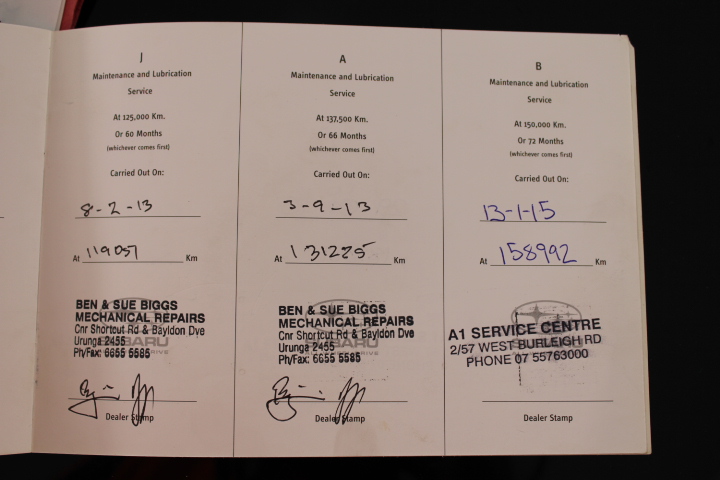 J
Maintenance and Lubrication
Service
At 125,000 Km.
Or 60 Months
(whichever comes first)
Carried Out On:
8-2-13
At 119051 Km
BEN & SUE BIGGS
MECHANICAL REPAIRS
Cnr Shortcut Rd & Bayldon Dve
Urunga 2455
Ph/Fax: 6655 5585
Dealer Stamp
A
Maintenance and Lubrication
Service
At 137,500 Km.
Or 66 Months
(whichever comes first)
Carried Out On:
3-9-13
At 131225 Km
BEN & SUE BIGGS
MECHANICAL REPAIRS
Cnr Shortcut Rd & Bayldon Dve
Urunga 2455
SUBARU
Ph/Fax: 6655 5585
Dealer Stamp
B
Maintenance and Lubrication
Service
At 150,000 Km.
Or 72 Months
(whichever comes first)
Carried Out On:
13-1-15
At 158992 Km
A1 SERVICE CENTRE
2/57 WEST BURLEIGH RD
PHONE 07 55763000
Dealer Stamp